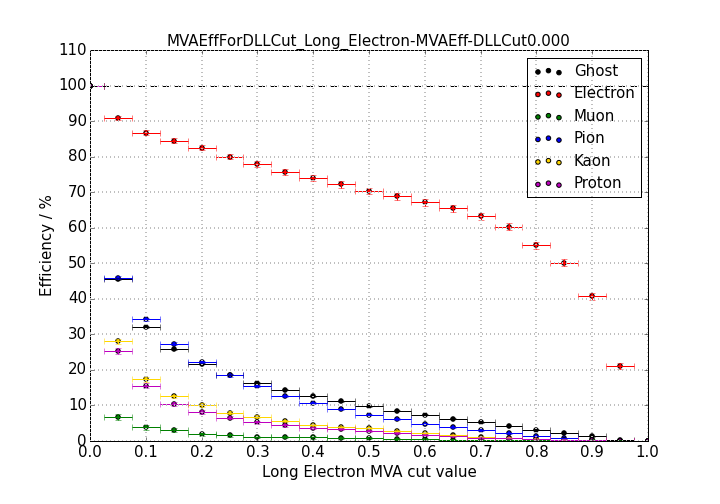 MVAEffForDLLCut_Long_Electron-MVAEff-DLLCut0.000
110
100
90
80
70
60
50
40
30
20
10
0
Efficiency / %
Ghost
Electron
Muon
Pion
Kaon
Proton
0.0 0.1 0.2 0.3 0.4 0.5 0.6 0.7 0.8 0.9 1.0
Long Electron MVA cut value